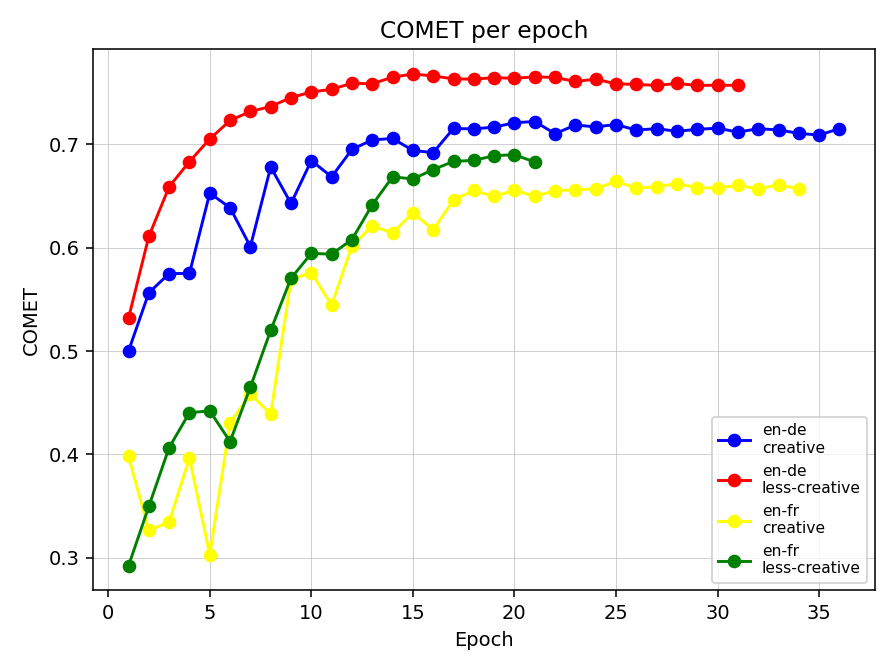 COMET per epoch
COMET
0.7
0.6
0.5
0.4
0.3
0
5
10
15
20
25
30
35
Epoch
en-de
creative
en-de
less-creative
en-fr
creative
en-fr
less-creative